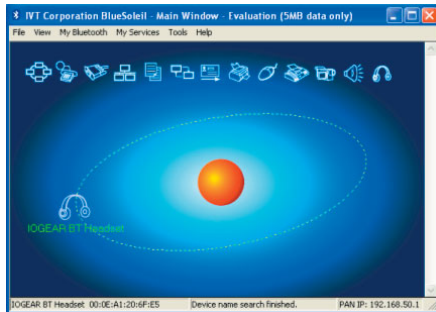 IVT Corporation BlueSoleil - Main Window - Evaluation (5MB data only)
File View My Bluetooth My Services Tools Help
IOGEAR BT Headset
IOGEAR BT Headset 00:0E:A1:20:6F:E5 Device name search finished. PAN IP: 192.168.50.1